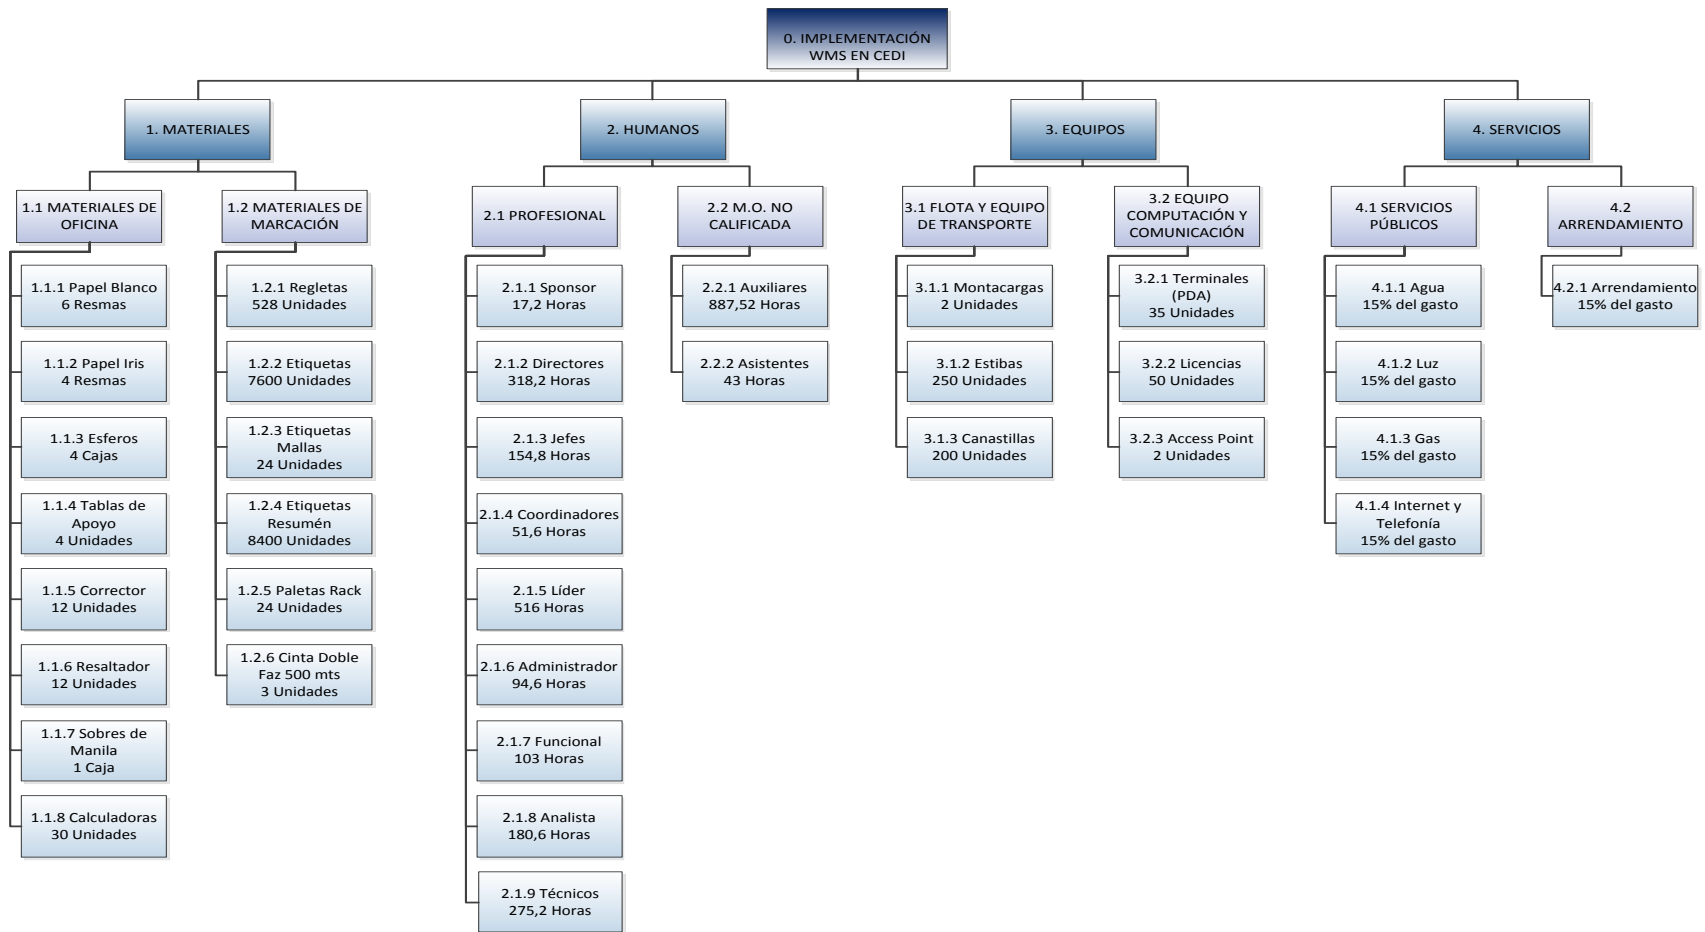 0. IMPLEMENTACIÓN
WMS EN CEDI
1. MATERIALES
2. HUMANOS
3. EQUIPOS
4. SERVICIOS
1.1 MATERIALES DE
OFICINA
1.2 MATERIALES DE
MARCACIÓN
2.1 PROFESIONAL
2.2 M.O. NO
CALIFICADA
3.1 FLOTA Y EQUIPO
DE TRANSPORTE
3.2 EQUIPO
COMPUTACIÓN Y
COMUNICACIÓN
4.1 SERVICIOS
PÚBLICOS
4.2
ARRENDAMIENTO
1.1.1 Papel Blanco
6 Resmas
1.1.2 Papel Iris
4 Resmas
1.1.3 Esferos
4 Cajas
1.1.4 Tablas de
Apoyo
4 Unidades
1.1.5 Corrector
12 Unidades
1.1.6 Resaltador
12 Unidades
1.1.7 Sobres de
Manila
1 Caja
1.1.8 Calculadoras
30 Unidades
1.2.1 Regletas
528 Unidades
1.2.2 Etiquetas
7600 Unidades
1.2.3 Etiquetas
Mallas
24 Unidades
1.2.4 Etiquetas
Resumén
8400 Unidades
1.2.5 Paletas Rack
24 Unidades
1.2.6 Cinta Doble
Faz 500 mts
3 Unidades
2.1.1 Sponsor
17,2 Horas
2.1.2 Directores
318,2 Horas
2.1.3 Jefes
154,8 Horas
2.1.4 Coordinadores
51,6 Horas
2.1.5 Líder
516 Horas
2.1.6 Administrador
94,6 Horas
2.1.7 Funcional
103 Horas
2.1.8 Analista
180,6 Horas
2.1.9 Técnicos
275,2 Horas
2.2.1 Auxiliares
887,52 Horas
2.2.2 Asistentes
43 Horas
3.1.1 Montacargas
2 Unidades
3.1.2 Estibas
250 Unidades
3.1.3 Canastillas
200 Unidades
3.2.1 Terminales
(PDA)
35 Unidades
3.2.2 Licencias
50 Unidades
3.2.3 Access Point
2 Unidades
4.1.1 Agua
15% del gasto
4.1.2 Luz
15% del gasto
4.1.3 Gas
15% del gasto
4.1.4 Internet y
Telefonía
15% del gasto
4.2.1 Arrendamiento
15% del gasto